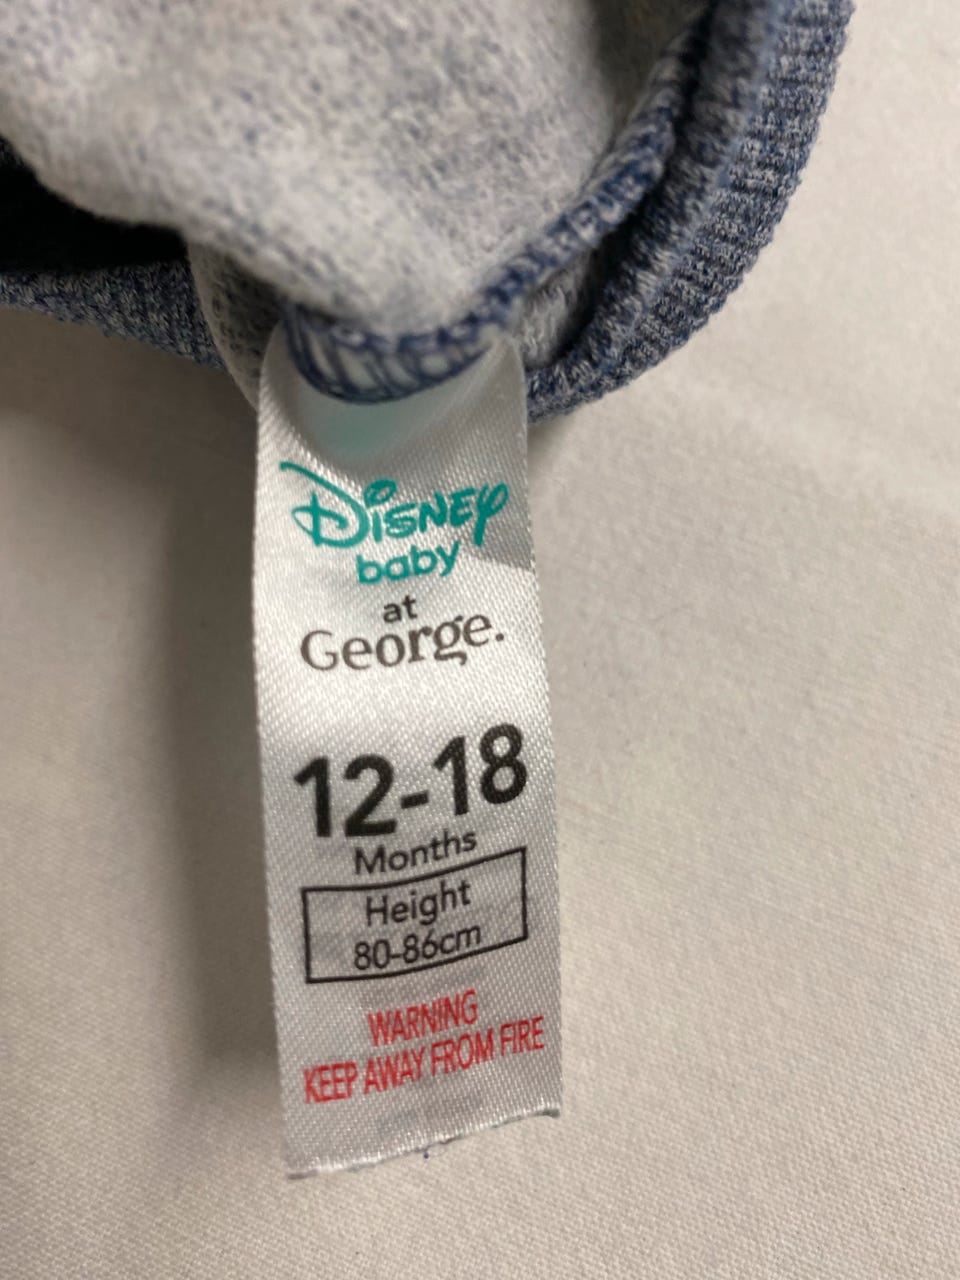 Disney
baby
at
George.
12-18
Months
Height
80-86cm
WARNING
KEEP AWAY FROM FIRE